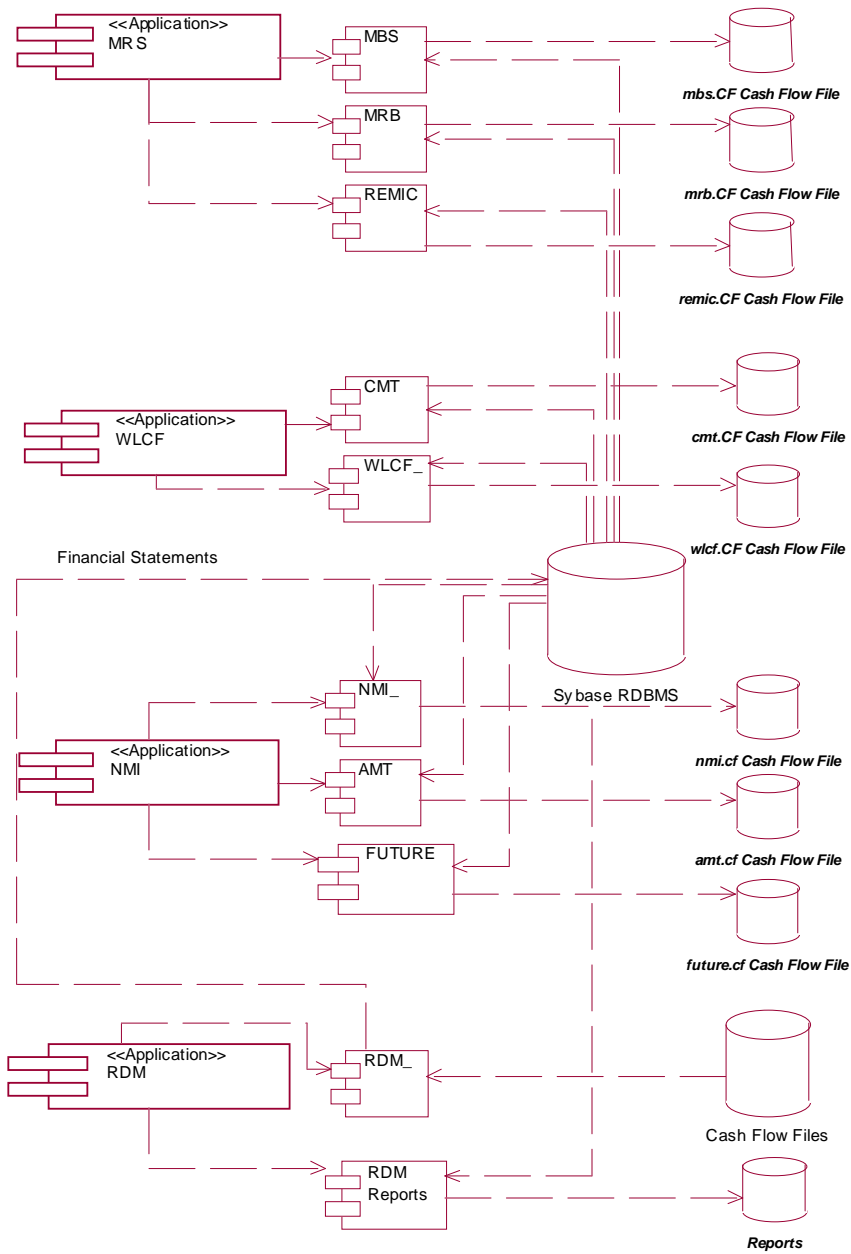 <<Application>>
MRS
MBS
mbs.CF Cash Flow File
MRB
mrb.CF Cash Flow File
REMIC
remic.CF Cash Flow File
<<Application>>
WLCF
CMT
cmt.CF Cash Flow File
WLCF_
wlcf.CF Cash Flow File
Financial Statements
Sybase RDBMS
<<Application>>
NMI
NMI_
nmi.cf Cash Flow File
AMT
amt.cf Cash Flow File
FUTURE
future.cf Cash Flow File
<<Application>>
RDM
RDM_
Cash Flow Files
RDM
Reports
Reports